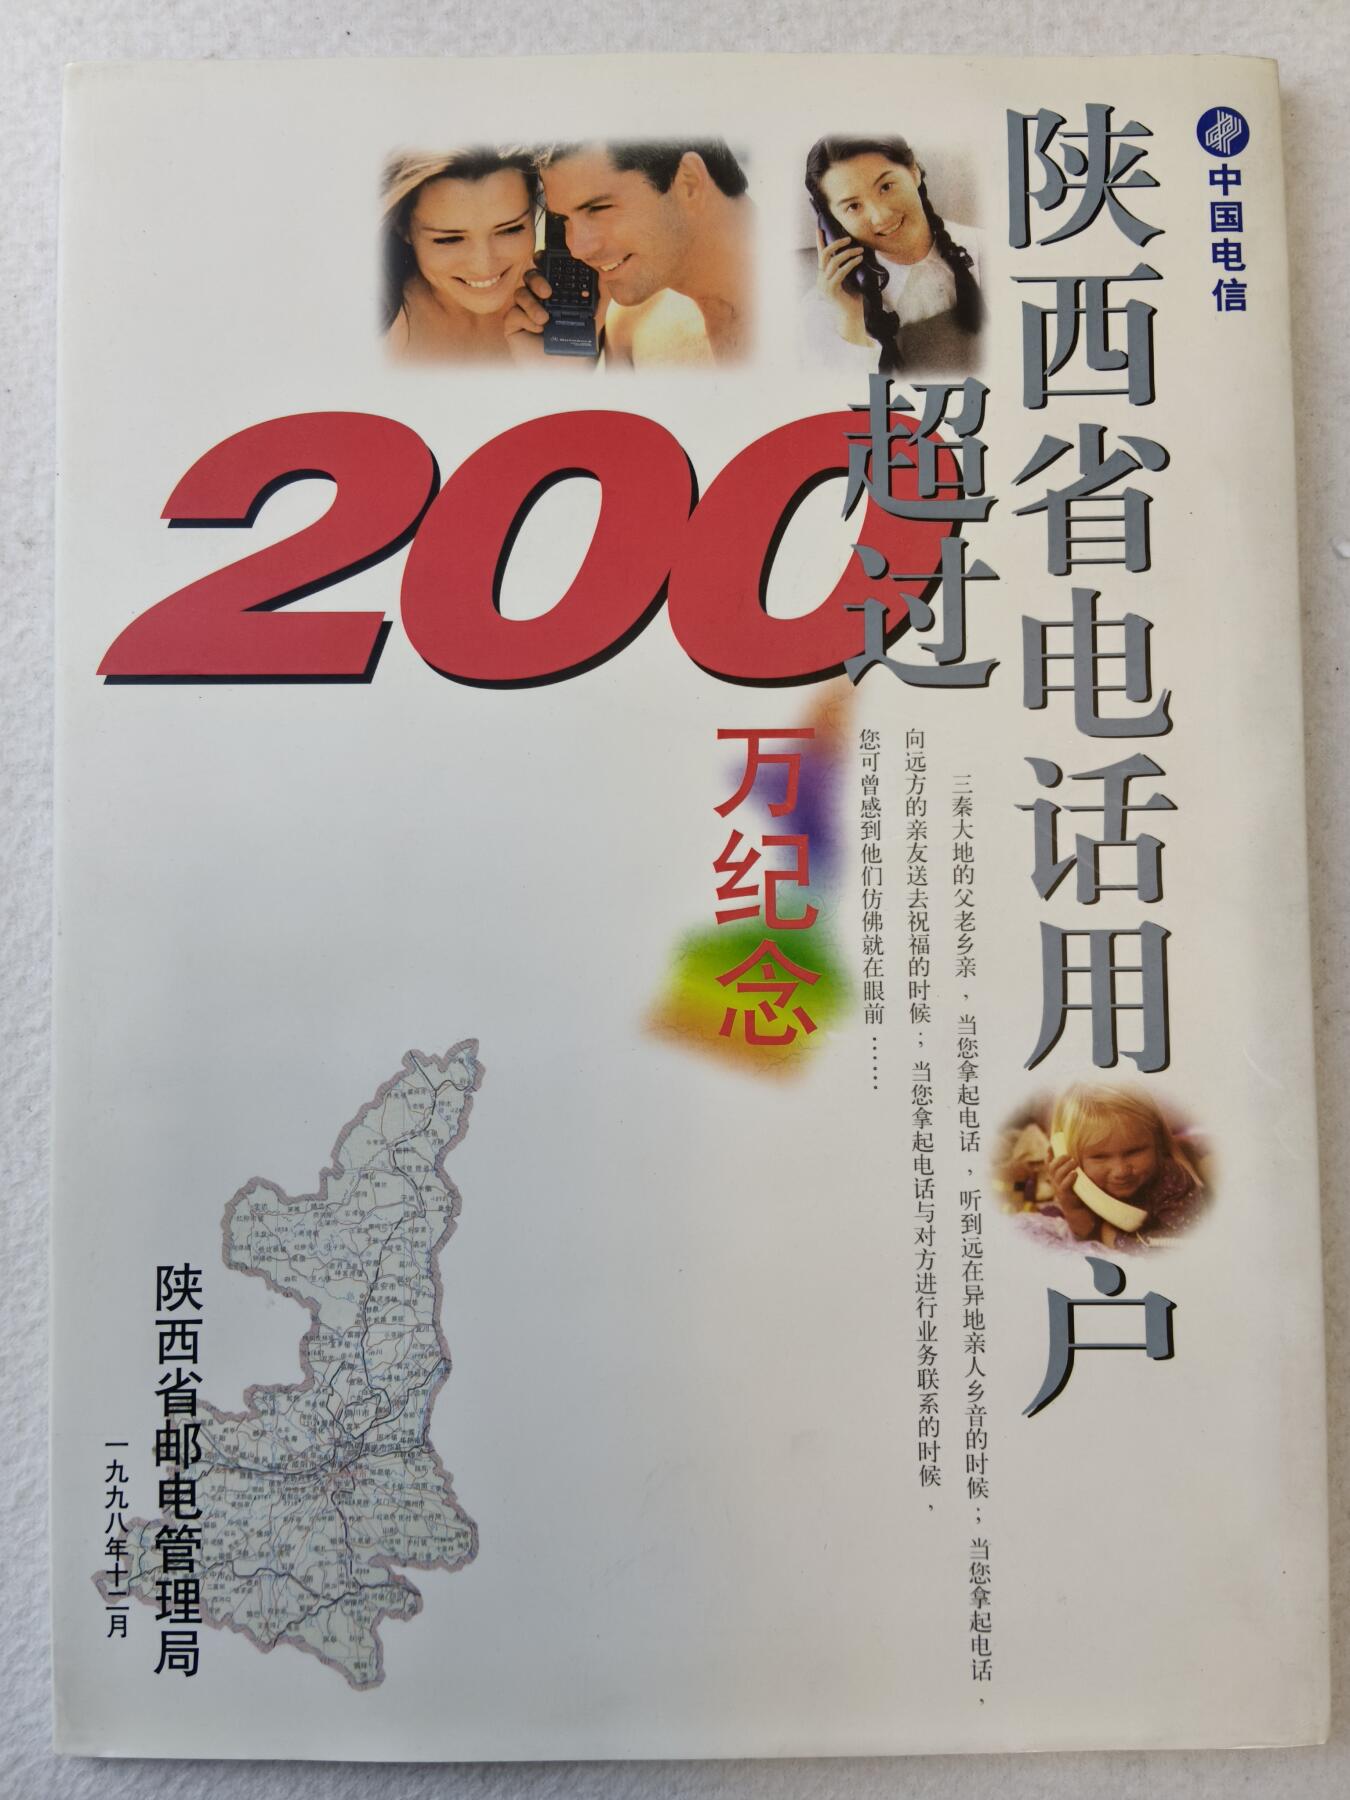 中国电信
陕西省电话用户
超过
200
万纪念
三秦大地的父老乡亲，当您拿起电话，听到远在异地亲人乡音的时候；当您拿起电话，
向远方的亲友送去祝福的时候；当您拿起电话与对方进行业务联系的时候，
您可曾感到他们仿佛就在眼前……
陕西省邮电管理局
一九九八年十二月